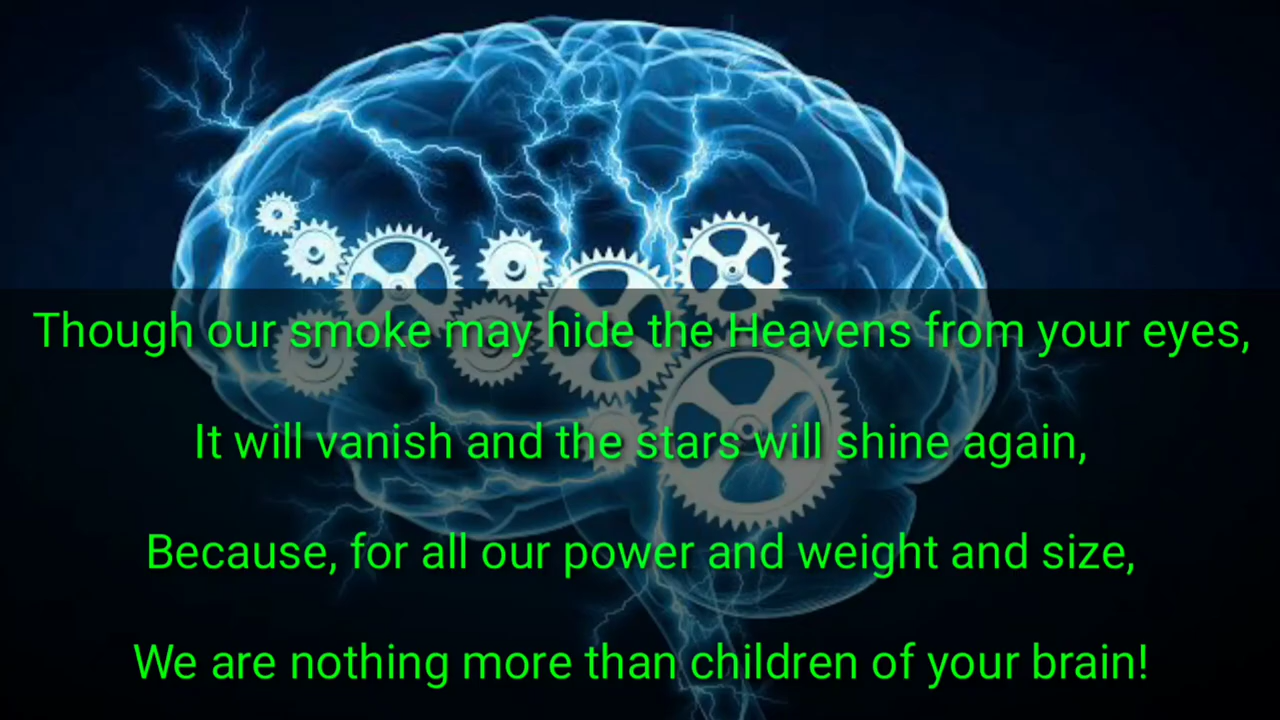 Though our smoke may hide the Heavens from your eyes,
It will vanish and the stars will shine again,
Because, for all our power and weight and size,
We are nothing more than children of your brain!